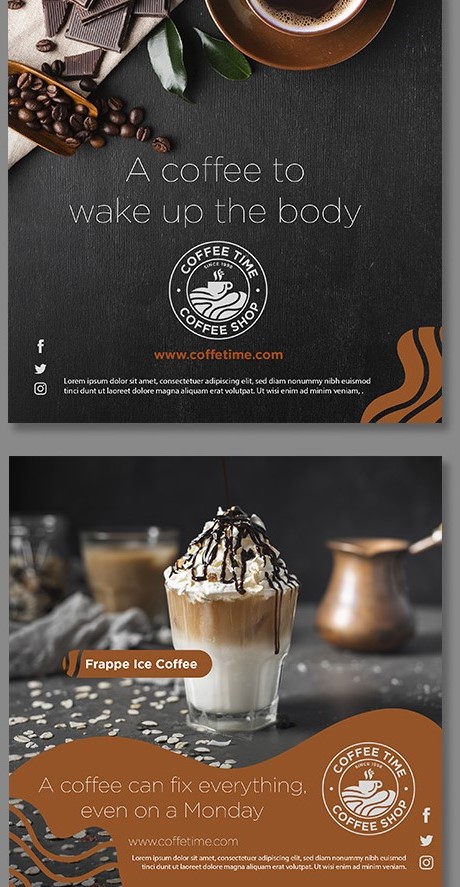 A coffee to
wake up the body
COFFEE TIME
SINCE 1998
COFFEE SHOP
www.coffetime.com
Lorem ipsum dolor sit amet, consectetuer adipiscing elit, sed diam nonummy nibh euismod
tinci dunt ut laoreet dolore magna aliquam erat volutpat. Ut wisi enim ad minim veniam, .
Frappe Ice Coffee
A coffee can fix everything,
even on a Monday
COFFEE TIME
SINCE 1998
COFFEE SHOP
www.coffetime.com
Lorem ipsum dolor sit amet, consectetuer adipiscing elit, sed diam nonummy nibh euismod
tinci dunt ut laoreet dolore magna aliquam erat volutpat. Ut wisi enim ad minim veniam.